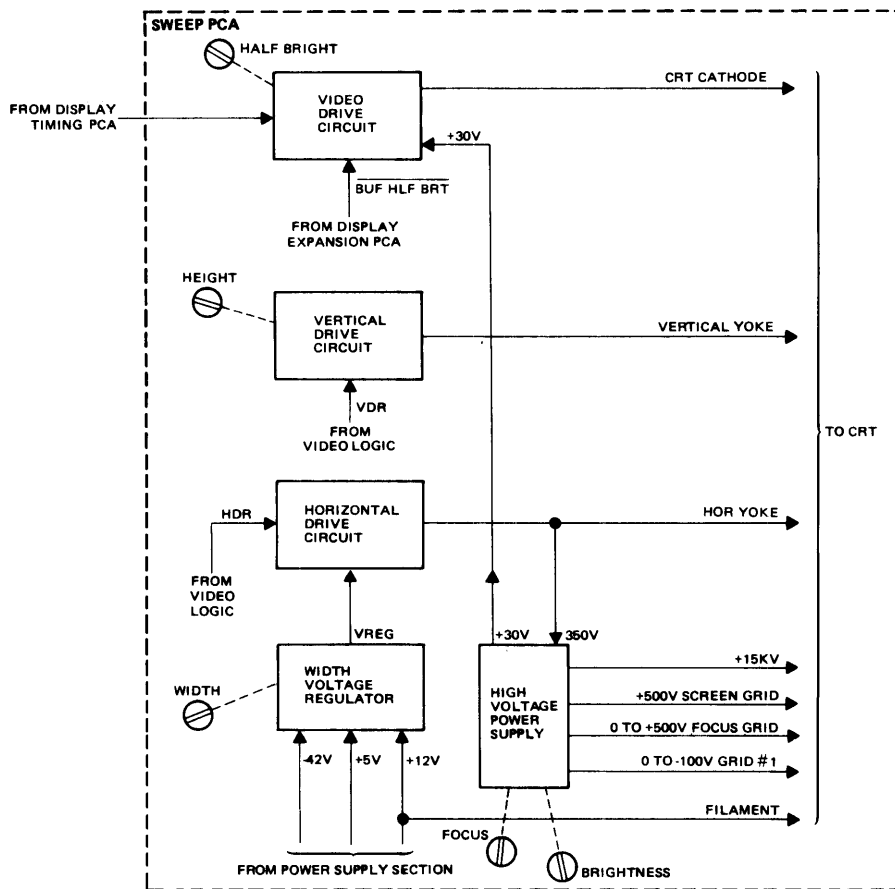 SWEEP PCA
HALF BRIGHT
FROM DISPLAY
TIMING PCA
VIDEO
DRIVE
CIRCUIT
CRT CATHODE
+30V
BUF HLF BRT
FROM DISPLAY
EXPANSION PCA
HEIGHT
VERTICAL
DRIVE
CIRCUIT
VERTICAL YOKE
VDR
FROM
VIDEO LOGIC
TO CRT
HDR
HORIZONTAL
DRIVE
CIRCUIT
HOR YOKE
FROM
VIDEO
LOGIC
VREG
+30V
350V
WIDTH
WIDTH
VOLTAGE
REGULATOR
HIGH
VOLTAGE
POWER
SUPPLY
+15KV
+500V SCREEN GRID
0 TO +500V FOCUS GRID
0 TO -100V GRID #1
-42V
+5V
+12V
FILAMENT
FOCUS
BRIGHTNESS
FROM POWER SUPPLY SECTION